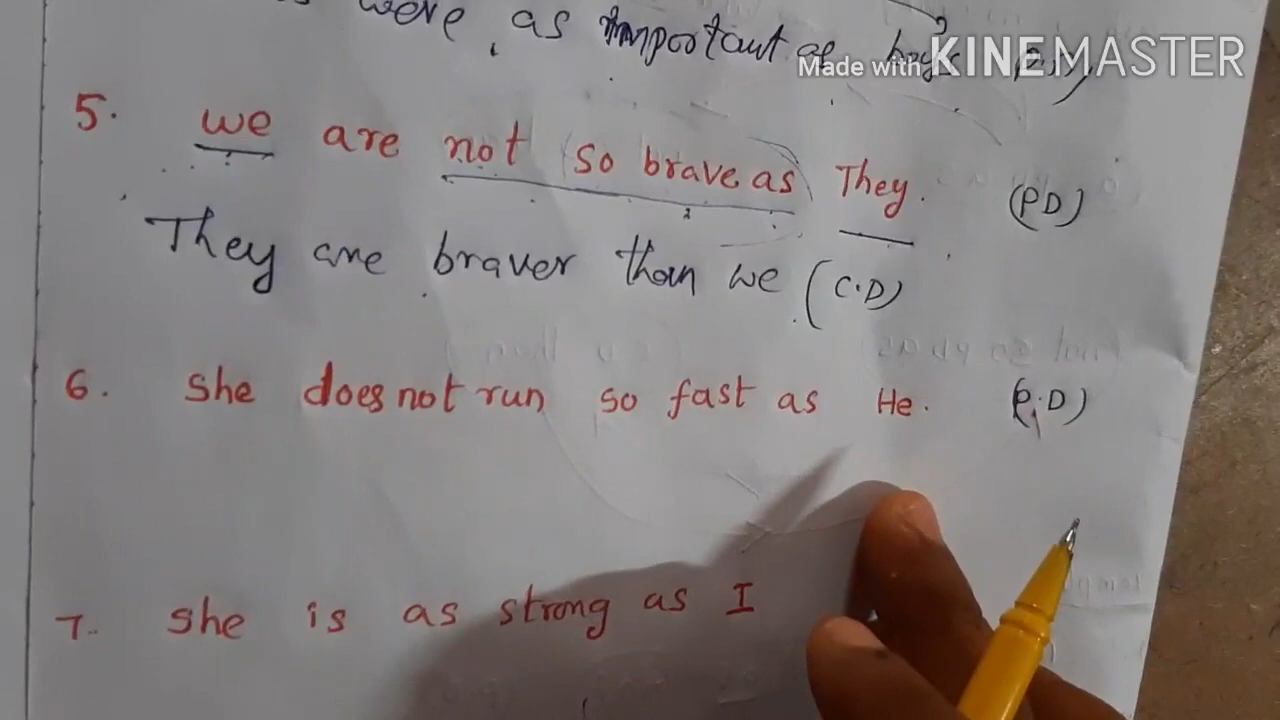 were, as important as boys
Made with KINEMASTER
5. we are not so brave as They. (PD)
They are braver than we (C.D)
6. She does not run so fast as He. (P.D)
7. She is as strong as I